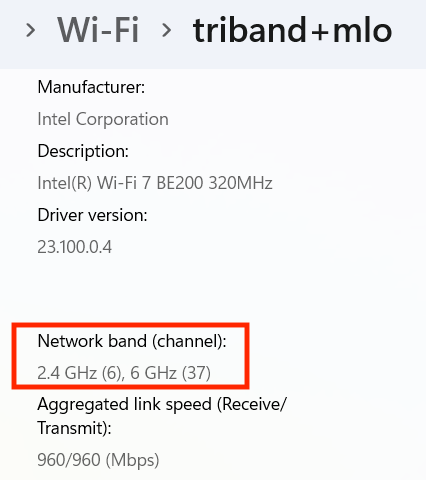 > Wi-Fi > triband+mlo
Manufacturer:
Intel Corporation
Description:
Intel(R) Wi-Fi 7 BE200 320MHz
Driver version:
23.100.0.4
Network band (channel):
2.4 GHz (6), 6 GHz (37)
Aggregated link speed (Receive/
Transmit):
960/960 (Mbps)